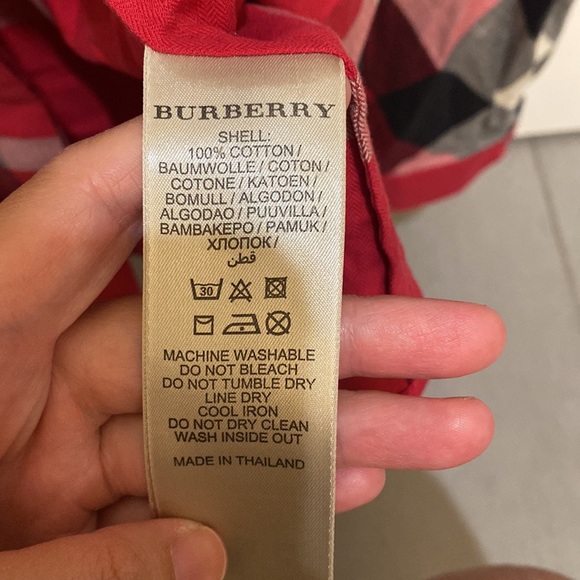 BURBERRY
SHELL:
100% COTTON /
BAUMWOLLE / COTON /
COTONE / KATOEN /
BOMULL / ALGODON /
ALGODAO / PUUVILLA /
BAMBAKEPO / PAMUK /
ХЛОПОК /
قطن
30
MACHINE WASHABLE
DO NOT BLEACH
DO NOT TUMBLE DRY
LINE DRY
COOL IRON
DO NOT DRY CLEAN
WASH INSIDE OUT
MADE IN THAILAND